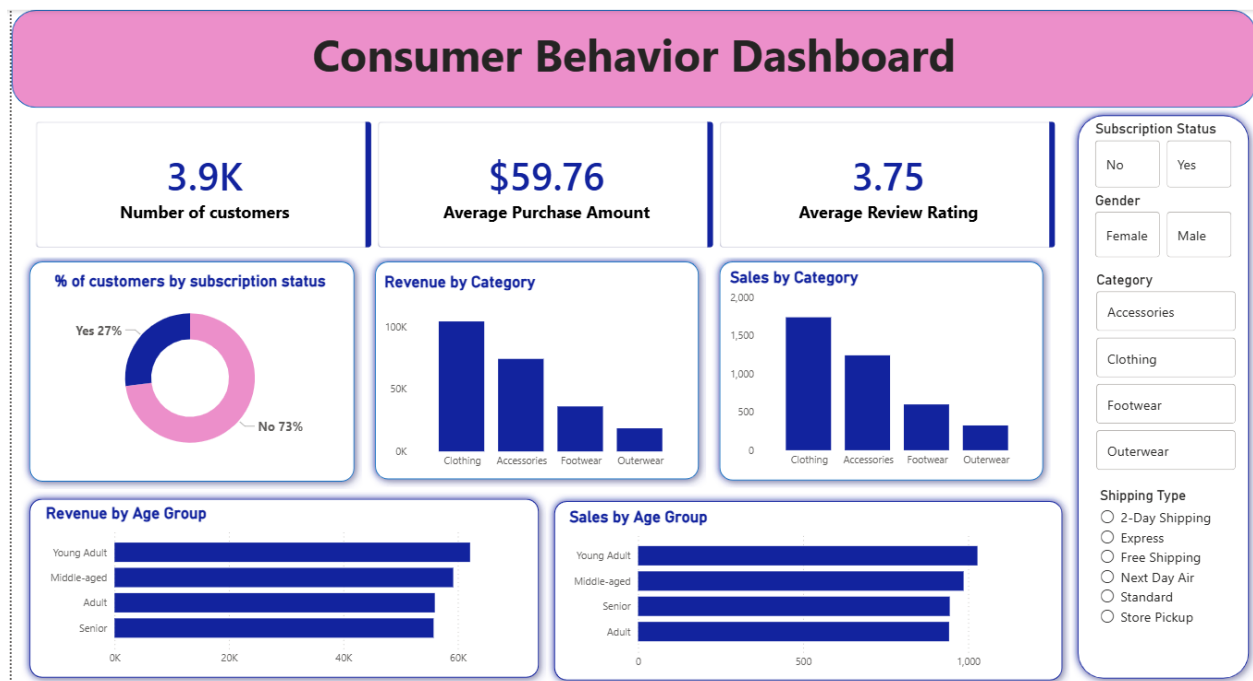 Consumer Behavior Dashboard
3.9K
Number of customers
$59.76
Average Purchase Amount
3.75
Average Review Rating
Subscription Status
No
Yes
Gender
Female
Male
Category
Accessories
Clothing
Footwear
Outerwear
Shipping Type
2-Day Shipping
Express
Free Shipping
Next Day Air
Standard
Store Pickup
% of customers by subscription status
Yes 27%
No 73%
Revenue by Category
100K
50K
0K
Clothing
Accessories
Footwear
Outerwear
Sales by Category
2,000
1,500
1,000
500
0
Clothing
Accessories
Footwear
Outerwear
Revenue by Age Group
Young Adult
Middle-aged
Adult
Senior
0K
20K
40K
60K
Sales by Age Group
Young Adult
Middle-aged
Senior
Adult
0
500
1,000